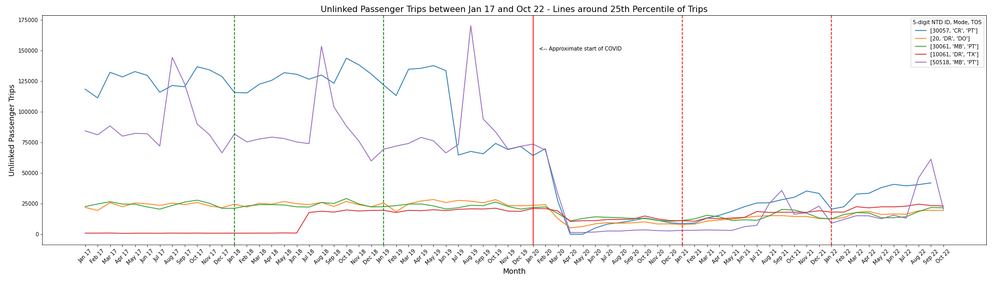 Unlinked Passenger Trips between Jan 17 and Oct 22 - Lines around 25th Percentile of Trips
175000
150000
125000
100000
75000
50000
25000
0
Unlinked Passenger Trips
<-- Approximate start of COVID
5-digit NTD ID, Mode, TOS
[30057, 'CR', 'PT']
[20, 'DR', 'DO']
[30061, 'MB', 'PT']
[10061, 'DR', 'TX']
[50518, 'MB', 'PT']
Jan 17 Feb 17 Mar 17 Apr 17 May 17 Jun 17 Jul 17 Aug 17 Sep 17 Oct 17 Nov 17 Dec 17 Jan 18 Feb 18 Mar 18 Apr 18 May 18 Jun 18 Jul 18 Aug 18 Sep 18 Oct 18 Nov 18 Dec 18 Jan 19 Feb 19 Mar 19 Apr 19 May 19 Jun 19 Jul 19 Aug 19 Sep 19 Oct 19 Nov 19 Dec 19 Jan 20 Feb 20 Mar 20 Apr 20 May 20 Jun 20 Jul 20 Aug 20 Sep 20 Oct 20 Nov 20 Dec 20 Jan 21 Feb 21 Mar 21 Apr 21 May 21 Jun 21 Jul 21 Aug 21 Sep 21 Oct 21 Nov 21 Dec 21 Jan 22 Feb 22 Mar 22 Apr 22 May 22 Jun 22 Jul 22 Aug 22 Sep 22 Oct 22
Month